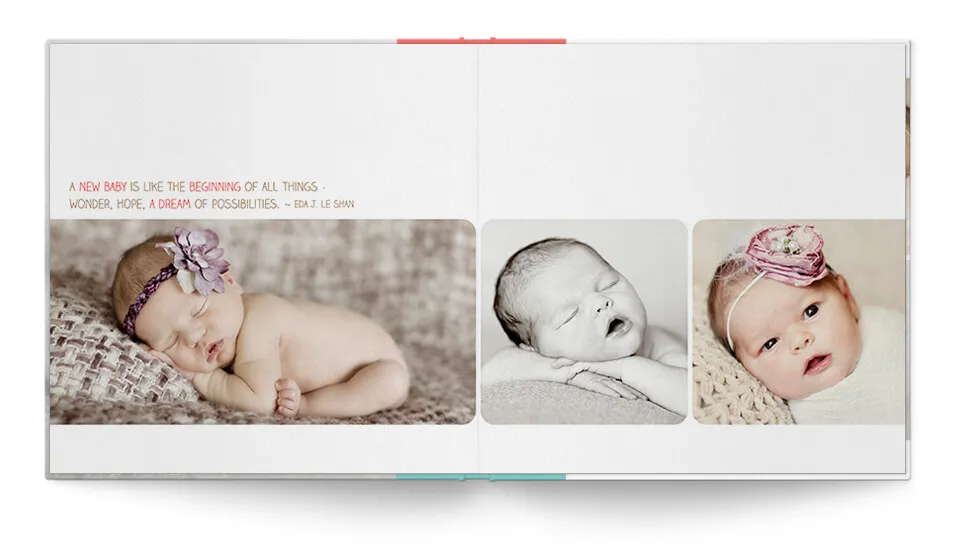 A NEW BABY IS LIKE THE BEGINNING OF ALL THINGS -
WONDER, HOPE, A DREAM OF POSSIBILITIES. ~ EDA J. LE SHAN